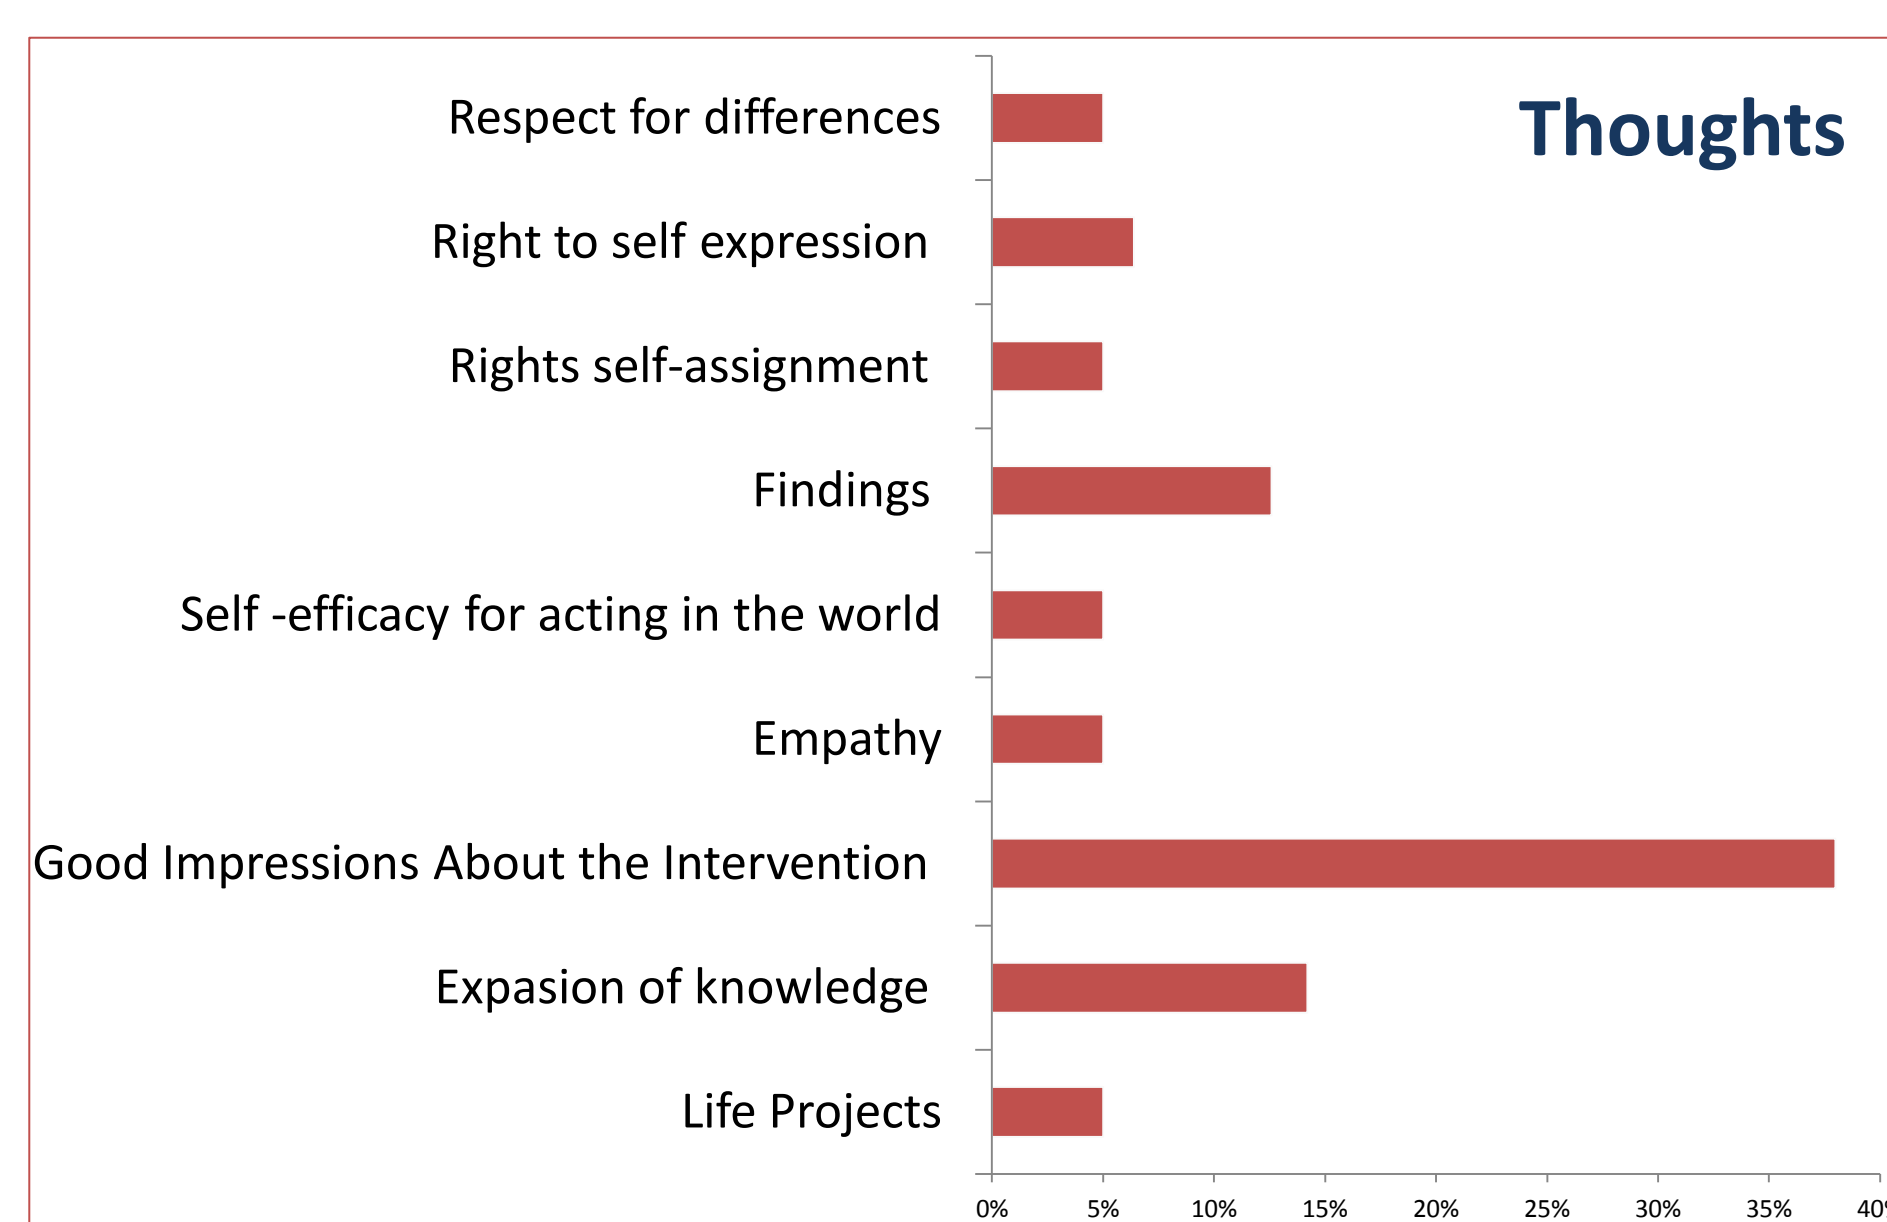 Thoughts
Respect for differences
Right to self expression
Rights self-assignment
Findings
Self -efficacy for acting in the world
Empathy
Good Impressions About the Intervention
Expasion of knowledge
Life Projects
0% 5% 10% 15% 20% 25% 30% 35% 40%